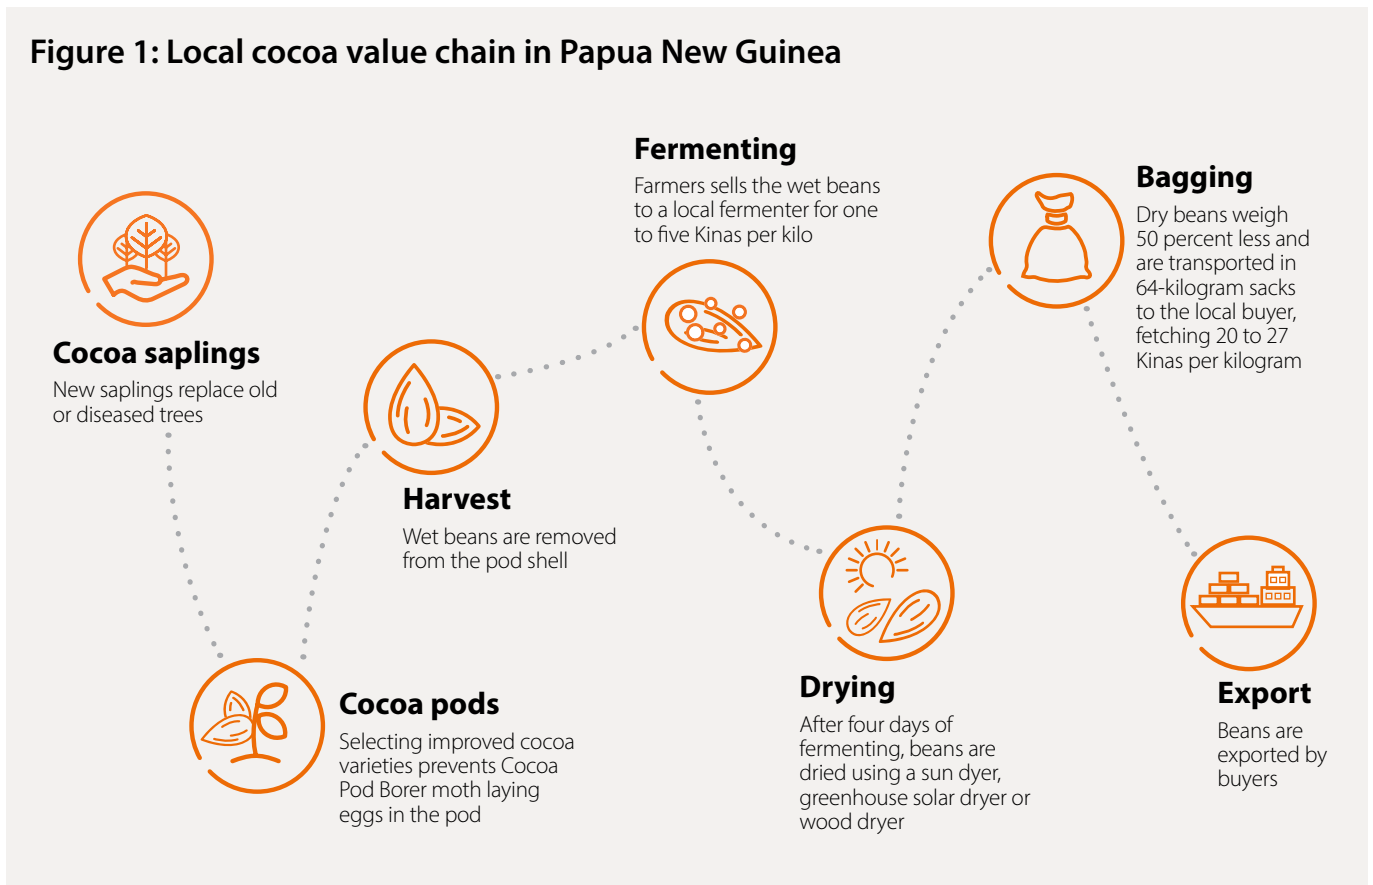 Figure 1: Local cocoa value chain in Papua New Guinea
Cocoa saplings
New saplings replace old
or diseased trees
Cocoa pods
Selecting improved cocoa
varieties prevents Cocoa
Pod Borer moth laying
eggs in the pod
Harvest
Wet beans are removed
from the pod shell
Fermenting
Farmers sells the wet beans
to a local fermenter for one
to five Kinas per kilo
Drying
After four days of
fermenting, beans are
dried using a sun dyer,
greenhouse solar dryer or
wood dryer
Bagging
Dry beans weigh
50 percent less and
are transported in
64-kilogram sacks
to the local buyer,
fetching 20 to 27
Kinas per kilogram
Export
Beans are
exported by
buyers